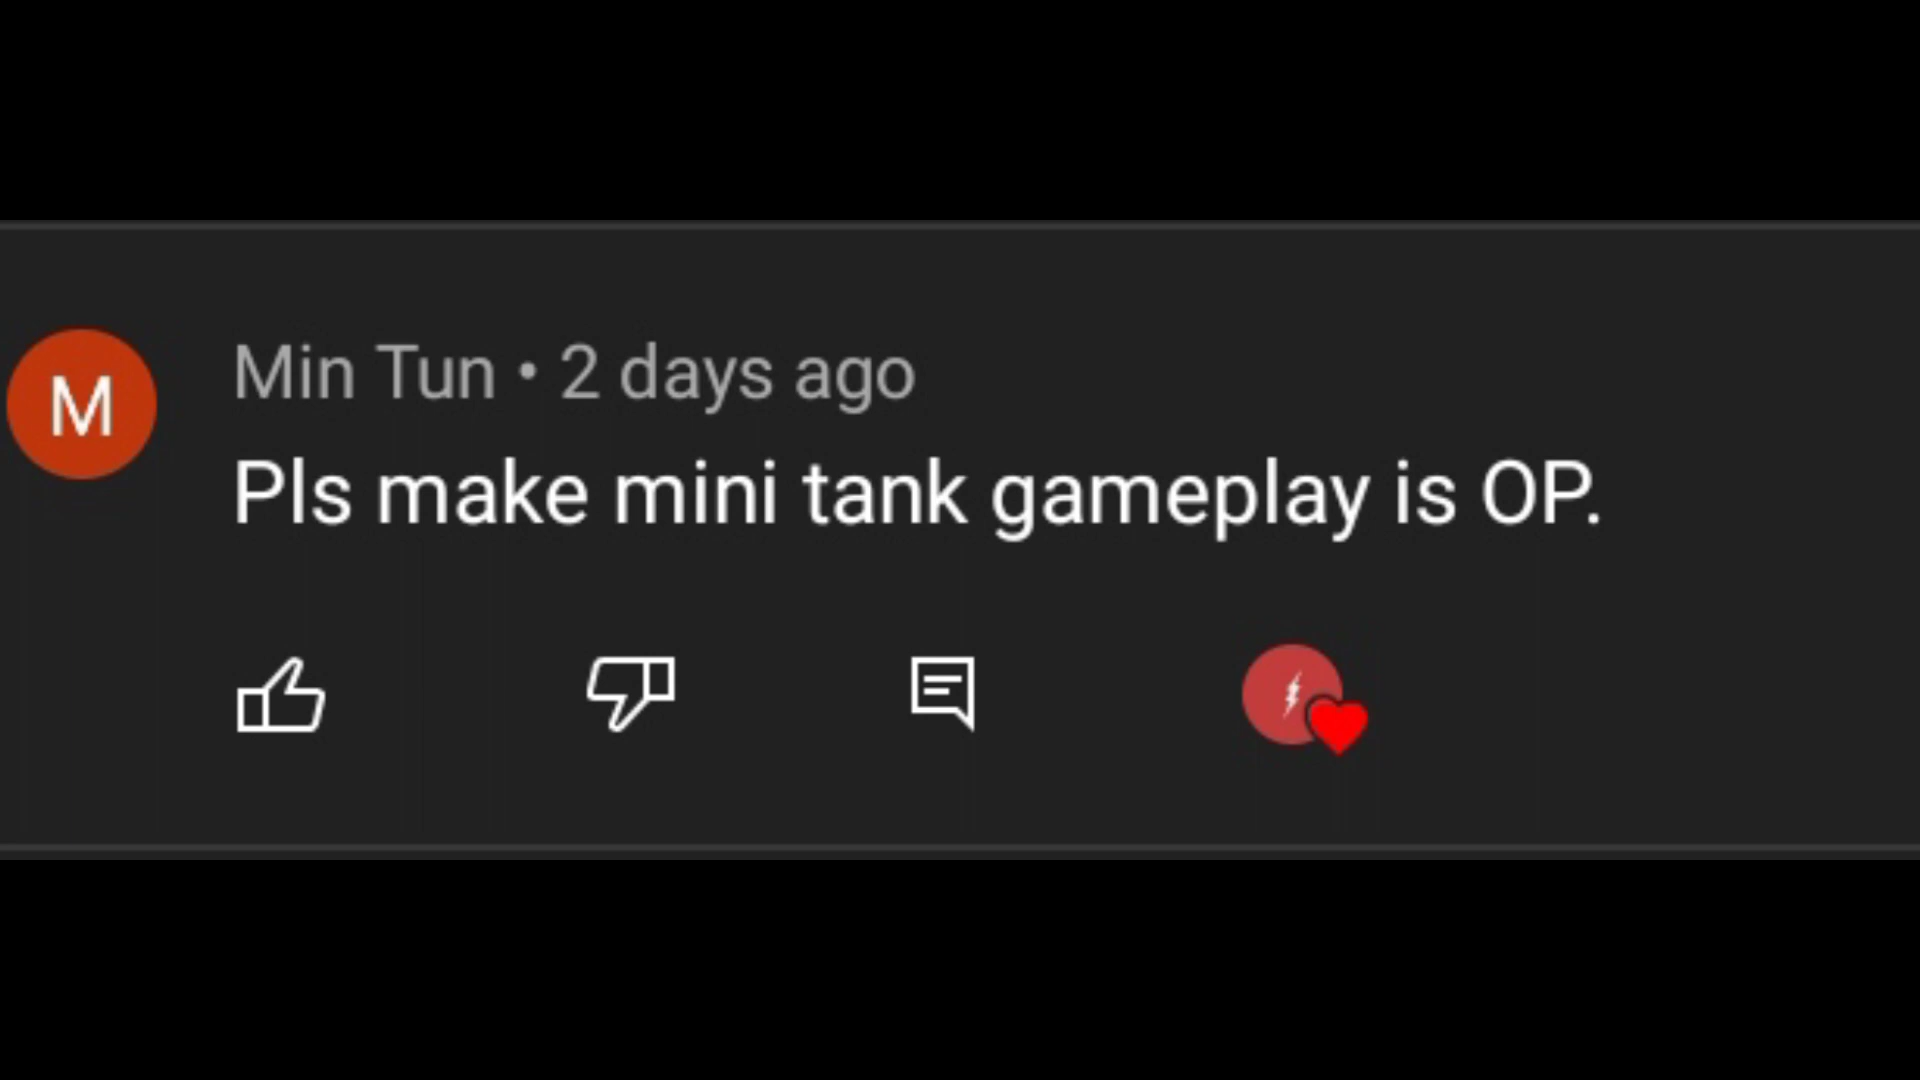 M
Min Tun • 2 days ago
Pls make mini tank gameplay is OP.